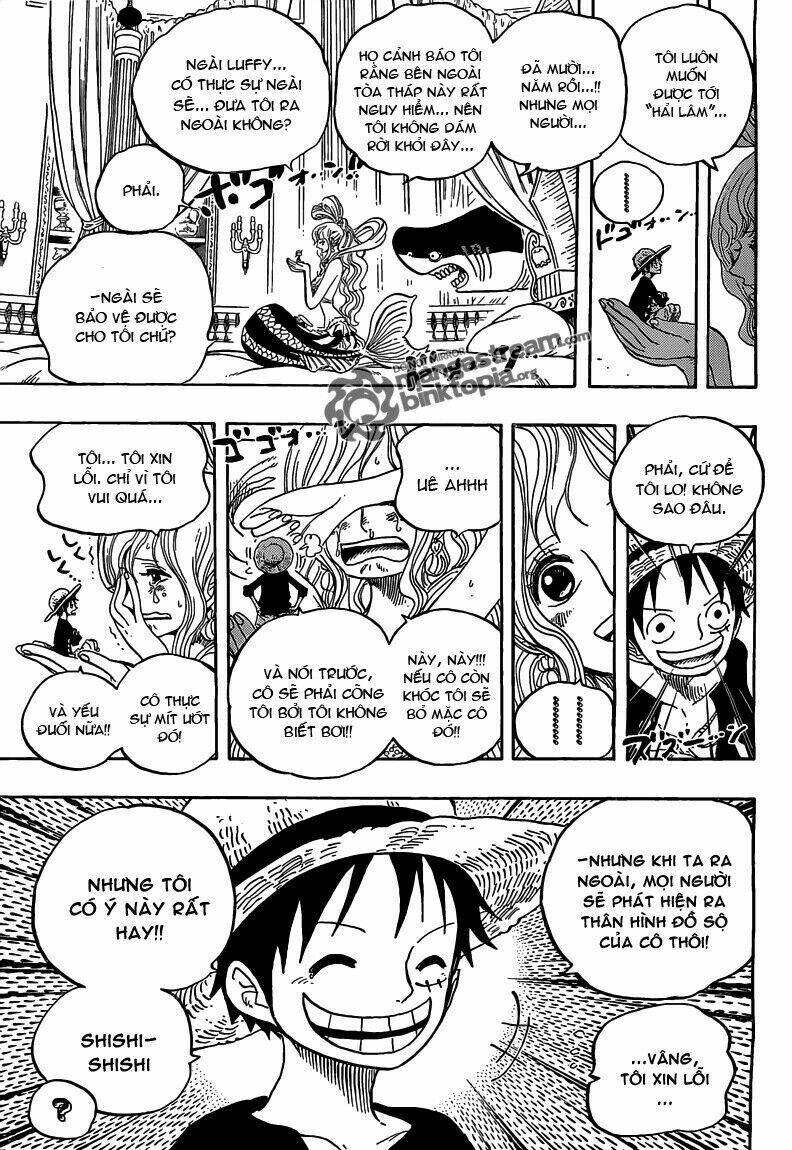 TÔI LUÔN
MUỐN
ĐƯỢC TỚI
"HẢI LÂM"...
ĐÃ MƯỜI...
NĂM RỒI...!!
NHƯNG MỌI
NGƯỜI...
HỌ CẢNH BÁO TÔI
RẰNG BÊN NGOÀI
TÒA THÁP NÀY RẤT
NGUY HIỂM... NÊN
TÔI KHÔNG DÁM
RỜI KHỎI ĐÂY...
NGÀI LUFFY...
CÓ THỰC SỰ NGÀI
SẼ... ĐƯA TÔI RA
NGOÀI KHÔNG?
PHẢI.
-NGÀI SẼ
BẢO VỆ ĐƯỢC
CHO TÔI CHỨ?
DO NOT MIRROR
mangastream.com
binktopia.org
PHẢI, CỨ ĐỂ
TÔI LO! KHÔNG
SAO ĐÂU.
...
UÊ AHHH
NÀY, NÀY!!!
NẾU CÔ CÒN
KHÓC TÔI SẼ
BỎ MẶC CÔ
ĐÓ!!
VÀ NÓI TRƯỚC,
CÔ SẼ PHẢI CÕNG
TÔI BỞI TÔI KHÔNG
BIẾT BƠI!!
TÔI... TÔI XIN
LỖI. CHỈ VÌ TÔI
VUI QUÁ...
CÔ THỰC
SỰ MÍT ƯỚT
ĐÓ!
VÀ YẾU
ĐUỐI NỮA!!
-NHƯNG KHI TA RA
NGOÀI, MỌI NGƯỜI
SẼ PHÁT HIỆN RA
THÂN HÌNH ĐỒ SỘ
CỦA CÔ THÔI!
...VÂNG,
TÔI XIN LỖI
...
NHƯNG TÔI
CÓ Ý NÀY RẤT
HAY!!
SHISHI-
SHISHI
?